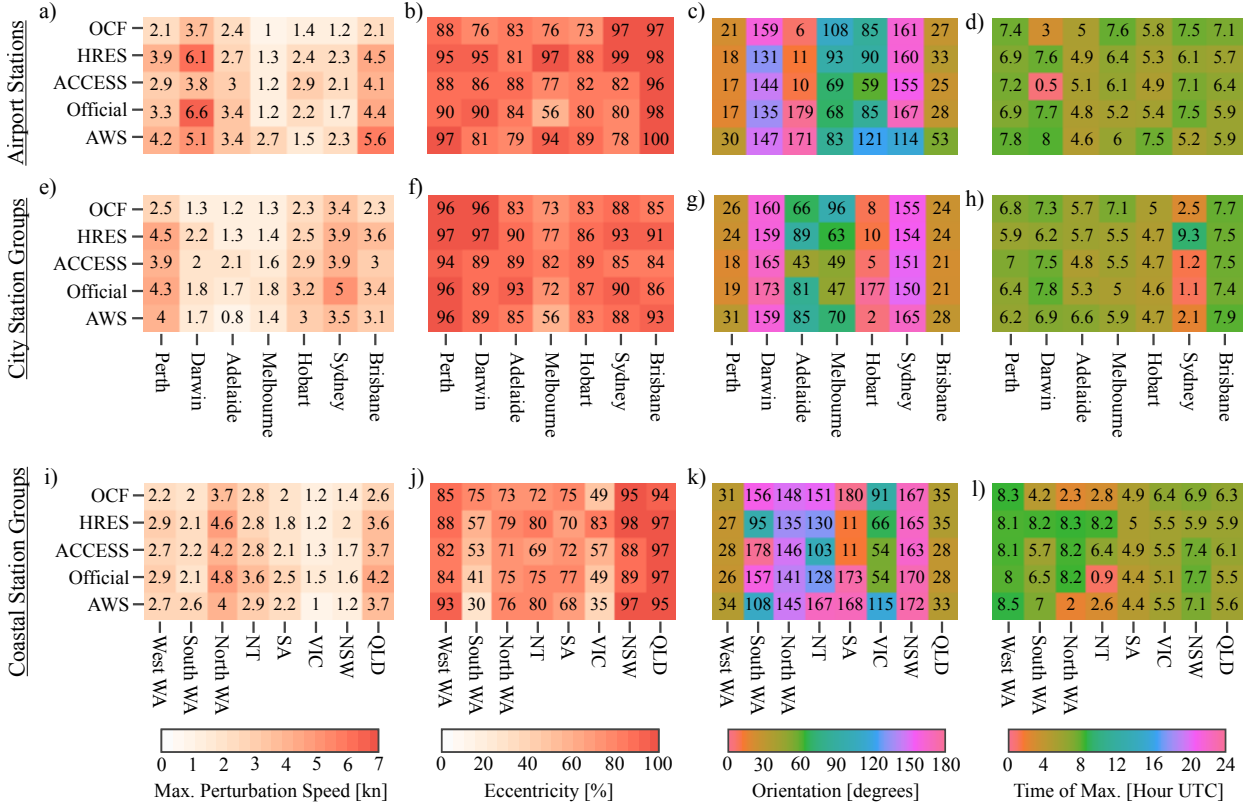 a) b) c) d)
Airport Stations
OCF 2.1 3.7 2.4 1 1.4 1.2 2.1 88 76 83 76 73 97 97 21 159 6 108 85 161 27 7.4 3 5 7.6 5.8 7.5 7.1
HRES 3.9 6.1 2.7 1.3 2.4 2.3 4.5 95 95 81 97 88 99 98 18 131 11 93 90 160 33 6.9 7.6 4.9 6.4 5.3 6.1 5.7
ACCESS 2.9 3.8 3 1.2 2.9 2.1 4.1 88 86 88 77 82 82 96 17 144 10 69 59 155 25 7.2 0.5 5.1 6.1 4.9 7.1 6.4
Official 3.3 6.6 3.4 1.2 2.2 1.7 4.4 90 90 84 56 80 80 98 17 135 179 68 85 167 28 6.9 7.7 4.8 5.2 5.4 7.5 5.9
AWS 4.2 5.1 3.4 2.7 1.5 2.3 5.6 97 81 79 94 89 78 100 30 147 171 83 121 114 53 7.8 8 4.6 6 7.5 5.2 5.9
e) f) g) h)
City Station Groups
OCF 2.5 1.3 1.2 1.3 2.3 3.4 2.3 96 96 83 73 83 88 85 26 160 66 96 8 155 24 6.8 7.3 5.7 7.1 5 2.5 7.7
HRES 4.5 2.2 1.3 1.4 2.5 3.9 3.6 97 97 90 77 86 93 91 24 159 89 63 10 154 24 5.9 6.2 5.7 5.5 4.7 9.3 7.5
ACCESS 3.9 2 2.1 1.6 2.9 3.9 3 94 89 89 82 89 85 84 18 165 43 49 5 151 21 7 7.5 4.8 5.5 4.7 1.2 7.5
Official 4.3 1.8 1.7 1.8 3.2 5 3.4 96 89 93 72 87 90 86 19 173 81 47 177 150 21 6.4 7.8 5.3 5 4.6 1.1 7.4
AWS 4 1.7 0.8 1.4 3 3.5 3.1 96 89 85 56 83 88 93 31 159 85 70 2 165 28 6.2 6.9 6.6 5.9 4.7 2.1 7.9
Perth Darwin Adelaide Melbourne Hobart Sydney Brisbane Perth Darwin Adelaide Melbourne Hobart Sydney Brisbane Perth Darwin Adelaide Melbourne Hobart Sydney Brisbane Perth Darwin Adelaide Melbourne Hobart Sydney Brisbane
i) j) k) l)
Coastal Station Groups
OCF 2.2 2 3.7 2.8 2 1.2 1.4 2.6 85 75 73 72 75 49 95 94 31 156 148 151 180 91 167 35 8.3 4.2 2.3 2.8 4.9 6.4 6.9 6.3
HRES 2.9 2.1 4.6 2.8 1.8 1.2 2 3.6 88 57 79 80 70 83 98 97 27 95 135 130 11 66 165 35 8.1 8.2 8.3 8.2 5 5.5 5.9 5.9
ACCESS 2.7 2.2 4.2 2.8 2.1 1.3 1.7 3.7 82 53 71 69 72 57 88 97 28 178 146 103 11 54 163 28 8.1 5.7 8.2 6.4 4.9 5.5 7.4 6.1
Official 2.9 2.1 4.8 3.6 2.5 1.5 1.6 4.2 84 41 75 75 77 49 89 97 26 157 141 128 173 54 170 28 8 6.5 8.2 0.9 4.4 5.1 7.7 5.5
AWS 2.7 2.6 4 2.9 2.2 1 1.2 3.7 93 30 76 80 68 35 97 95 34 108 145 167 168 115 172 33 8.5 7 2 2.6 4.4 5.5 7.1 5.6
West WA South WA North WA NT SA VIC NSW QLD West WA South WA North WA NT SA VIC NSW QLD West WA South WA North WA NT SA VIC NSW QLD West WA South WA North WA NT SA VIC NSW QLD
0 1 2 3 4 5 6 7 0 20 40 60 80 100 0 30 60 90 120 150 180 0 4 8 12 16 20 24
Max. Perturbation Speed [kn] Eccentricity [%] Orientation [degrees] Time of Max. [Hour UTC]